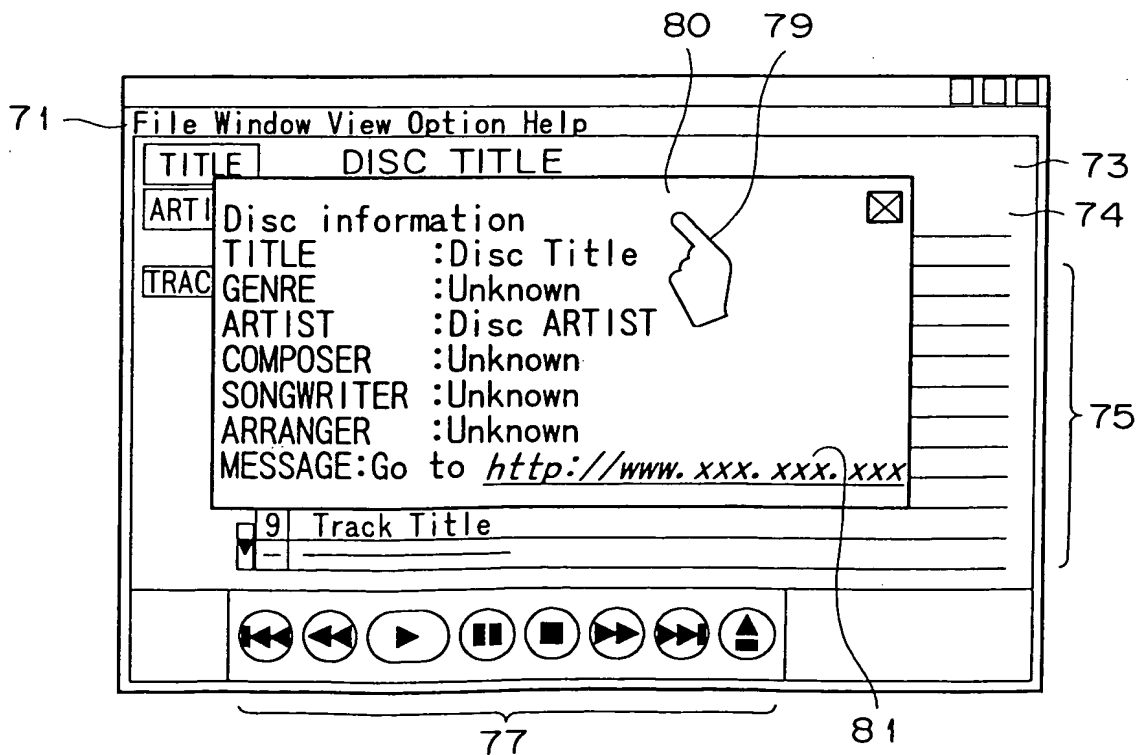 80 79
71
File Window View Option Help
TITLE DISC TITLE
73
ARTI
74
Disc information
TITLE :Disc Title
TRAC
GENRE :Unknown
ARTIST :Disc ARTIST
COMPOSER :Unknown
SONGWRITER :Unknown
75
ARRANGER :Unknown
MESSAGE:Go to http://www.xxx.xxx.xxx
9 Track Title
77
81